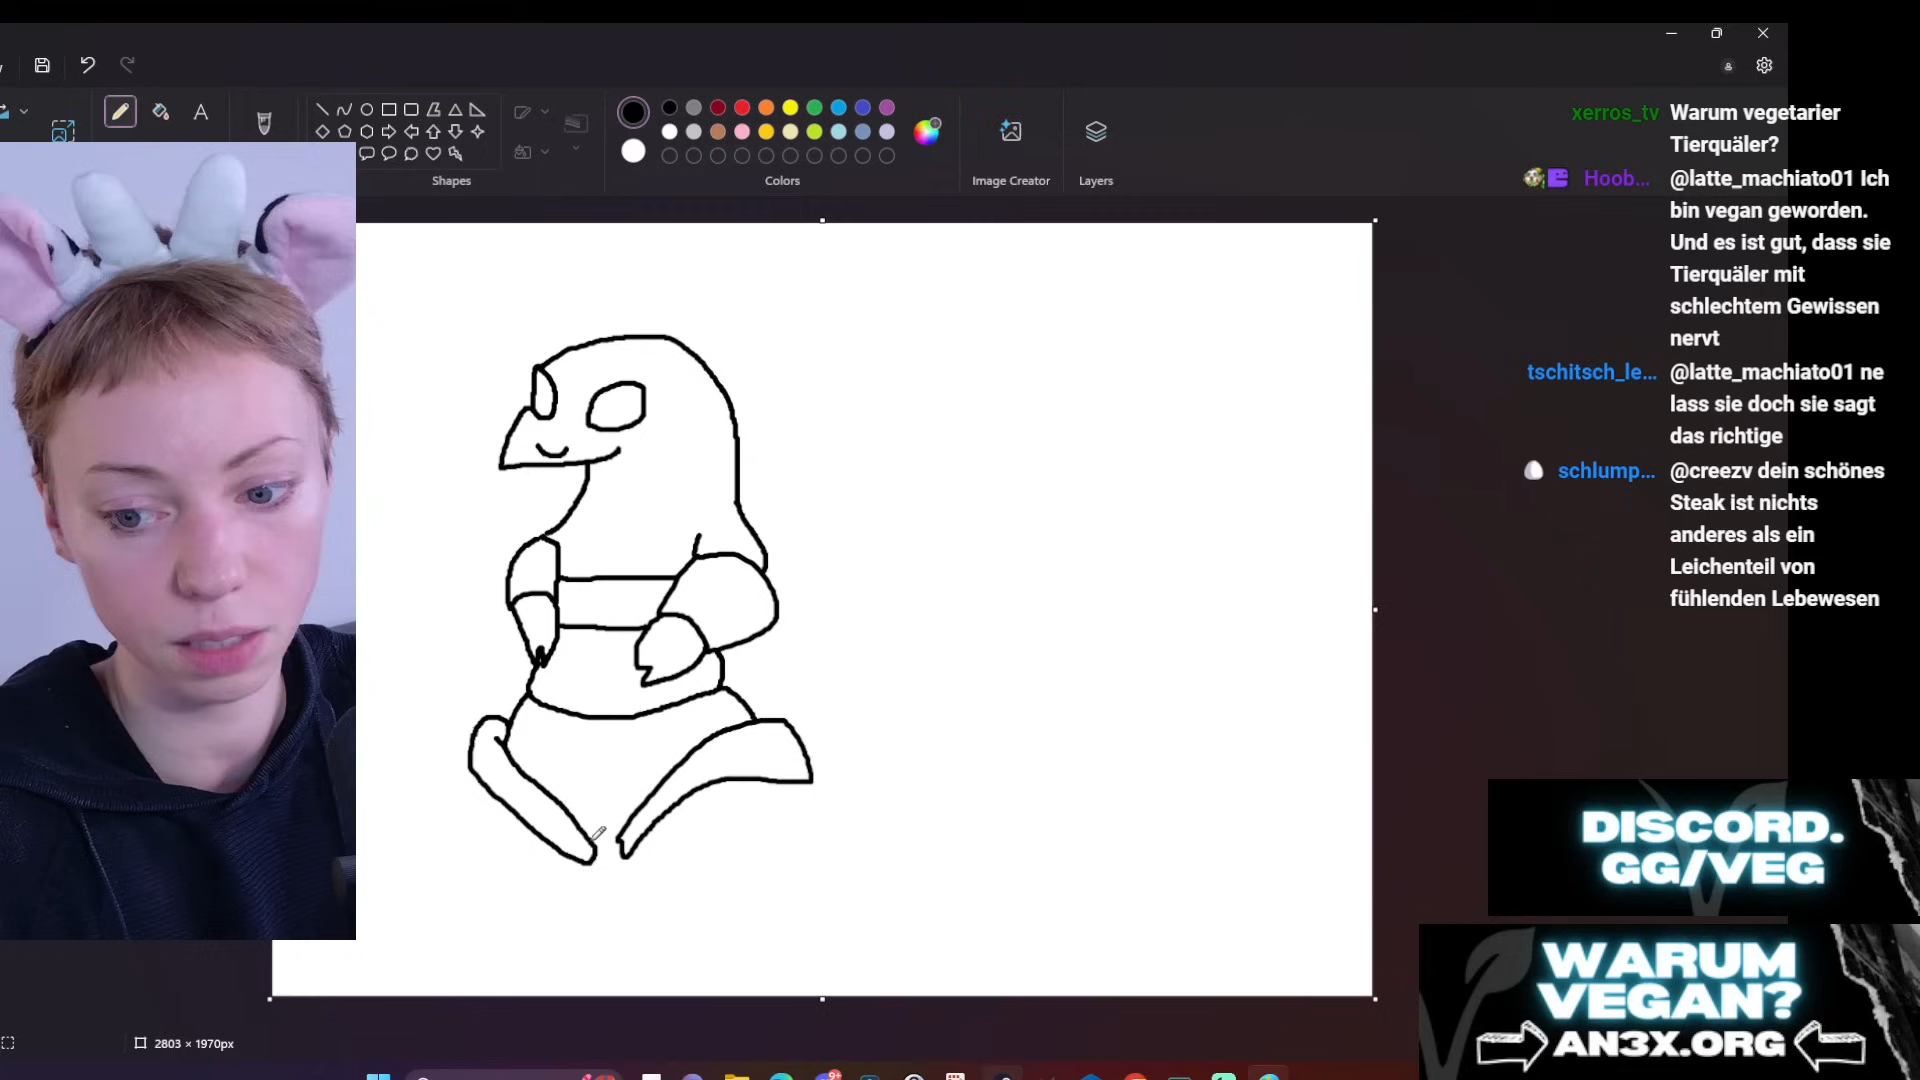 xerros_tv Warum vegetarier
Tierquäler?
Hoob... @latte_machiato01 Ich
bin vegan geworden.
Und es ist gut, dass sie
Tierquäler mit
schlechtem Gewissen
nervt
tschitsch_le... @latte_machiato01 ne
lass sie doch sie sagt
das richtige
schlump... @creezv dein schönes
Steak ist nichts
anderes als ein
Leichenteil von
fühlenden Lebewesen
A
Shapes
Colors
Image Creator
Layers
DISCORD.
GG/VEG
WARUM
VEGAN?
AN3X.ORG
2803 × 1970px
9+